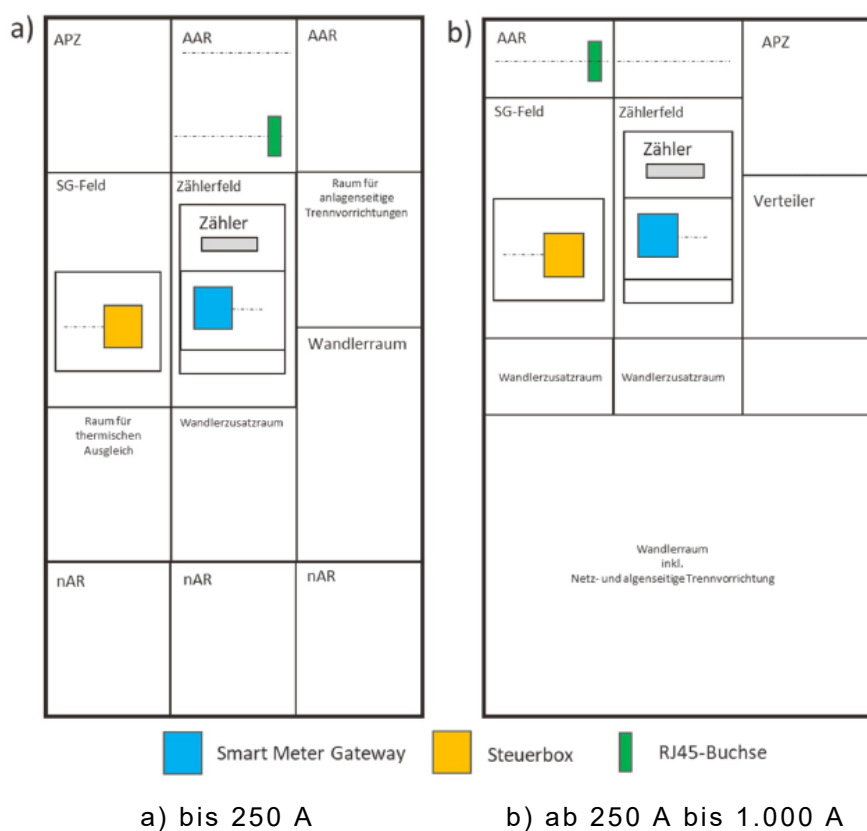 a)
APZ
AAR
AAR
SG-Feld
Zählerfeld
Zähler
Raum für
anlagenseitige
Trennvorrichtungen
Wandlerraum
Raum für
thermischen
Ausgleich
Wandlerzusatzraum
nAR
nAR
nAR
b)
AAR
APZ
SG-Feld
Zählerfeld
Zähler
Verteiler
Wandlerzusatzraum
Wandlerzusatzraum
Wandlerraum
inkl.
Netz- und algenseitige Trennvorrichtung
Smart Meter Gateway
Steuerbox
RJ45-Buchse
a) bis 250 A
b) ab 250 A bis 1.000 A